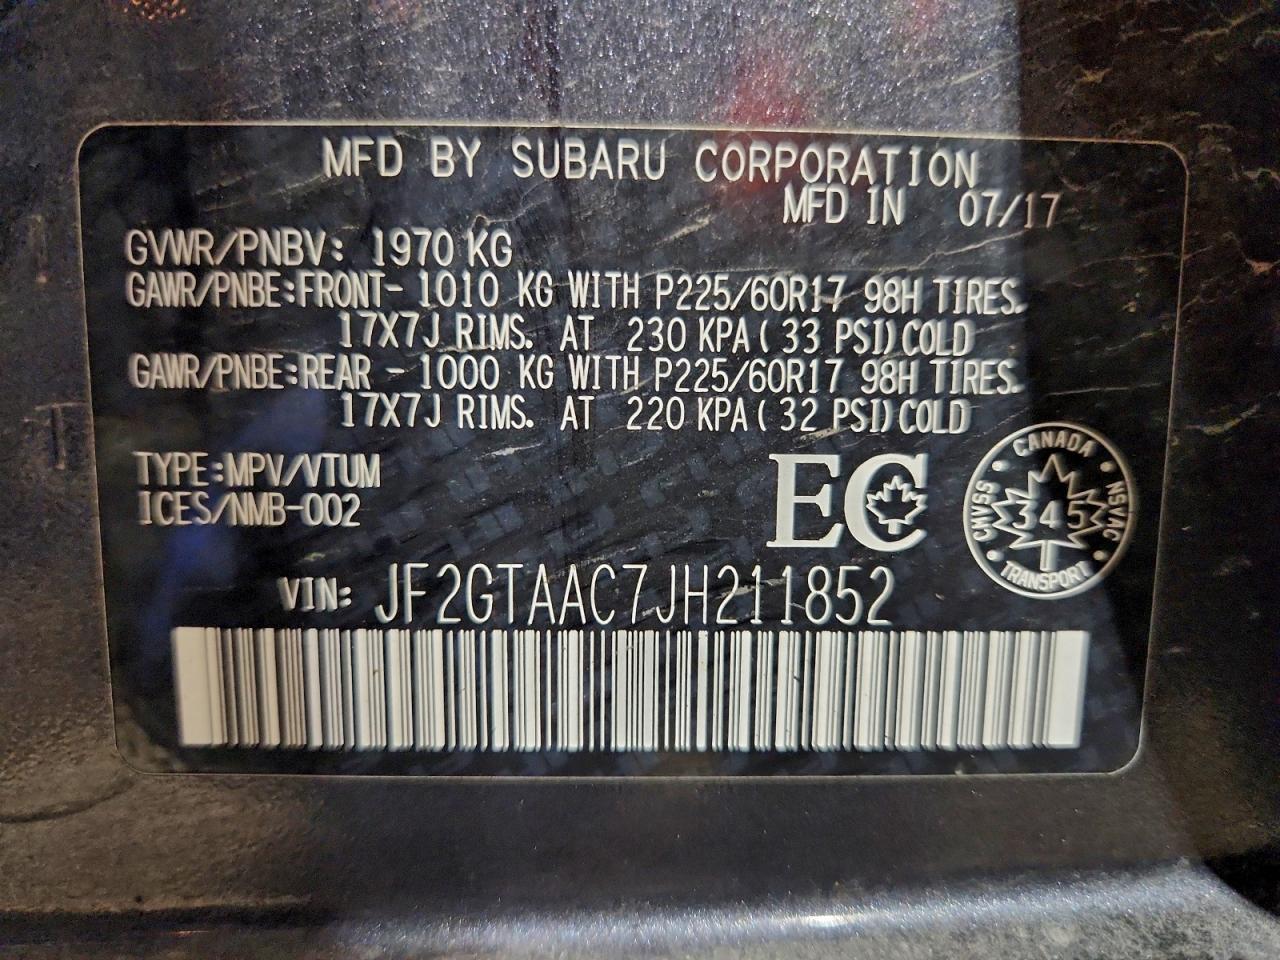 MFD BY SUBARU CORPORATION
MFD IN 07/17
GVWR/PNBV: 1970 KG
GAWR/PNBE:FRONT- 1010 KG WITH P225/60R17 98H TIRES.
17X7J RIMS. AT 230 KPA( 33 PSI)COLD
GAWR/PNBE:REAR - 1000 KG WITH P225/60R17 98H TIRES.
17X7J RIMS. AT 220 KPA( 32 PSI)COLD
TYPE:MPV/VTUM
ICES/NMB-002
EC
CANADA
CMVSS 345 NSVAC
TRANSPORT
VIN: JF2GTAAC7JH211852